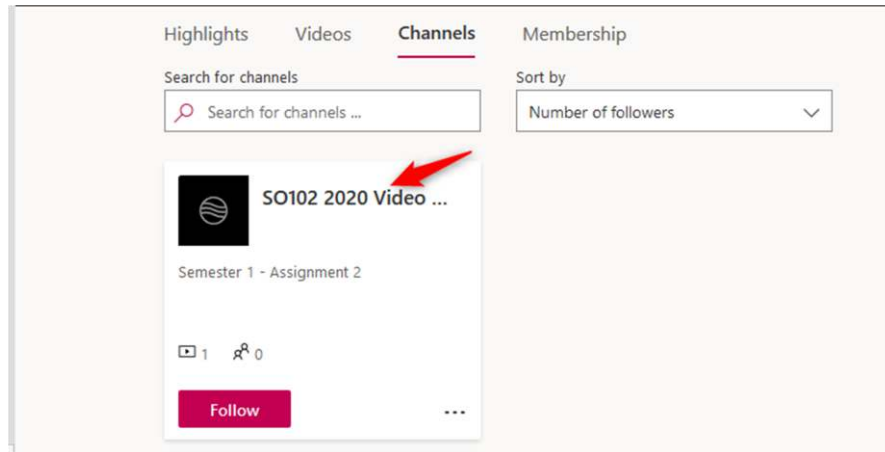 Highlights Videos Channels Membership
Search for channels Sort by
Search for channels ... Number of followers
SO102 2020 Video ...
Semester 1 - Assignment 2
1 0
Follow ...